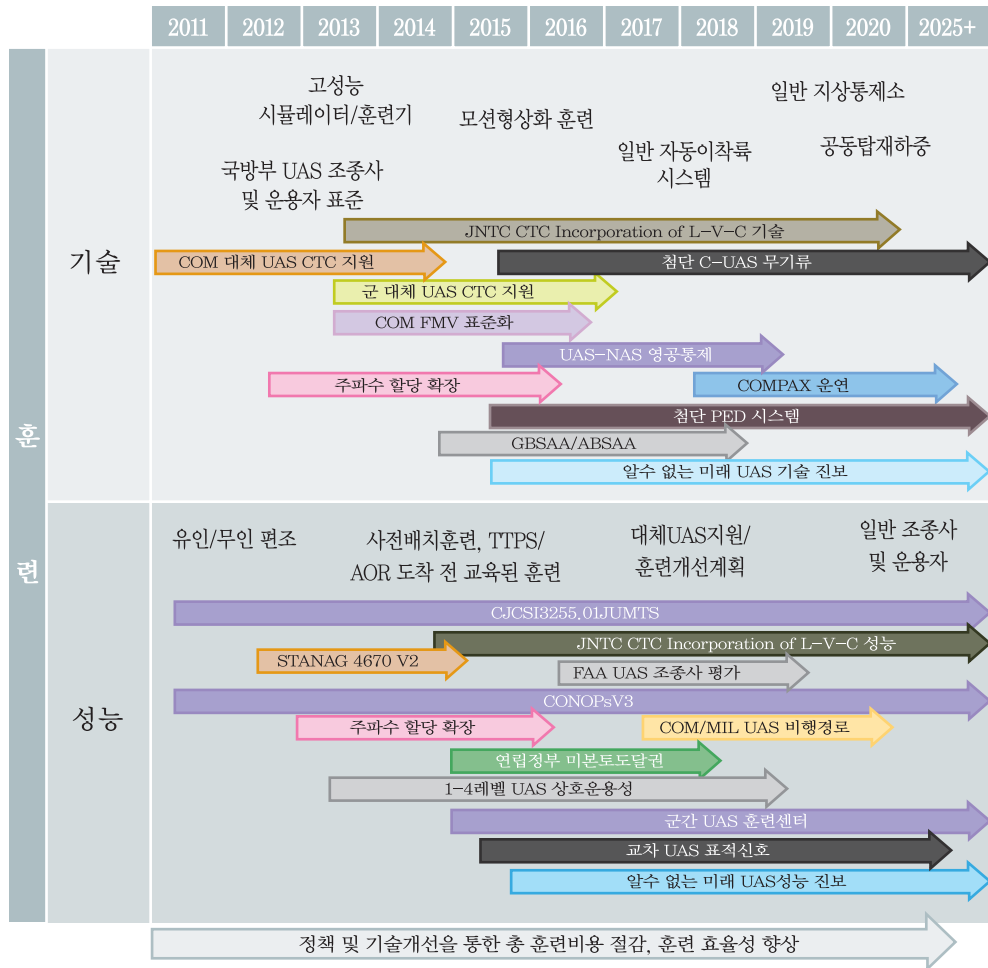 2011 2012 2013 2014 2015 2016 2017 2018 2019 2020 2025+
훈련
기술
고성능
시뮬레이터/훈련기
모션형상화 훈련
일반 지상통제소
일반 자동이착륙
시스템
공동탑재하중
국방부 UAS 조종사
및 운용자 표준
JNTC CTC Incorporation of L-V-C 기술
COM 대체 UAS CTC 지원
첨단 C-UAS 무기류
군 대체 UAS CTC 지원
COM FMV 표준화
UAS-NAS 영공통제
주파수 할당 확장
COMPAX 운연
첨단 PED 시스템
GBSAA/ABSAA
알수 없는 미래 UAS 기술 진보
성능
유인/무인 편조
사전배치훈련, TTPS/
AOR 도착 전 교육된 훈련
대체UAS지원/
훈련개선계획
일반 조종사
및 운용자
CJCSI3255.01JUMTS
JNTC CTC Incorporation of L-V-C 성능
STANAG 4670 V2
FAA UAS 조종사 평가
CONOPsV3
주파수 할당 확장
COM/MIL UAS 비행경로
연립정부 미본토도달권
1-4레벨 UAS 상호운용성
군간 UAS 훈련센터
교차 UAS 표적신호
알수 없는 미래 UAS성능 진보
정책 및 기술개선을 통한 총 훈련비용 절감, 훈련 효율성 향상